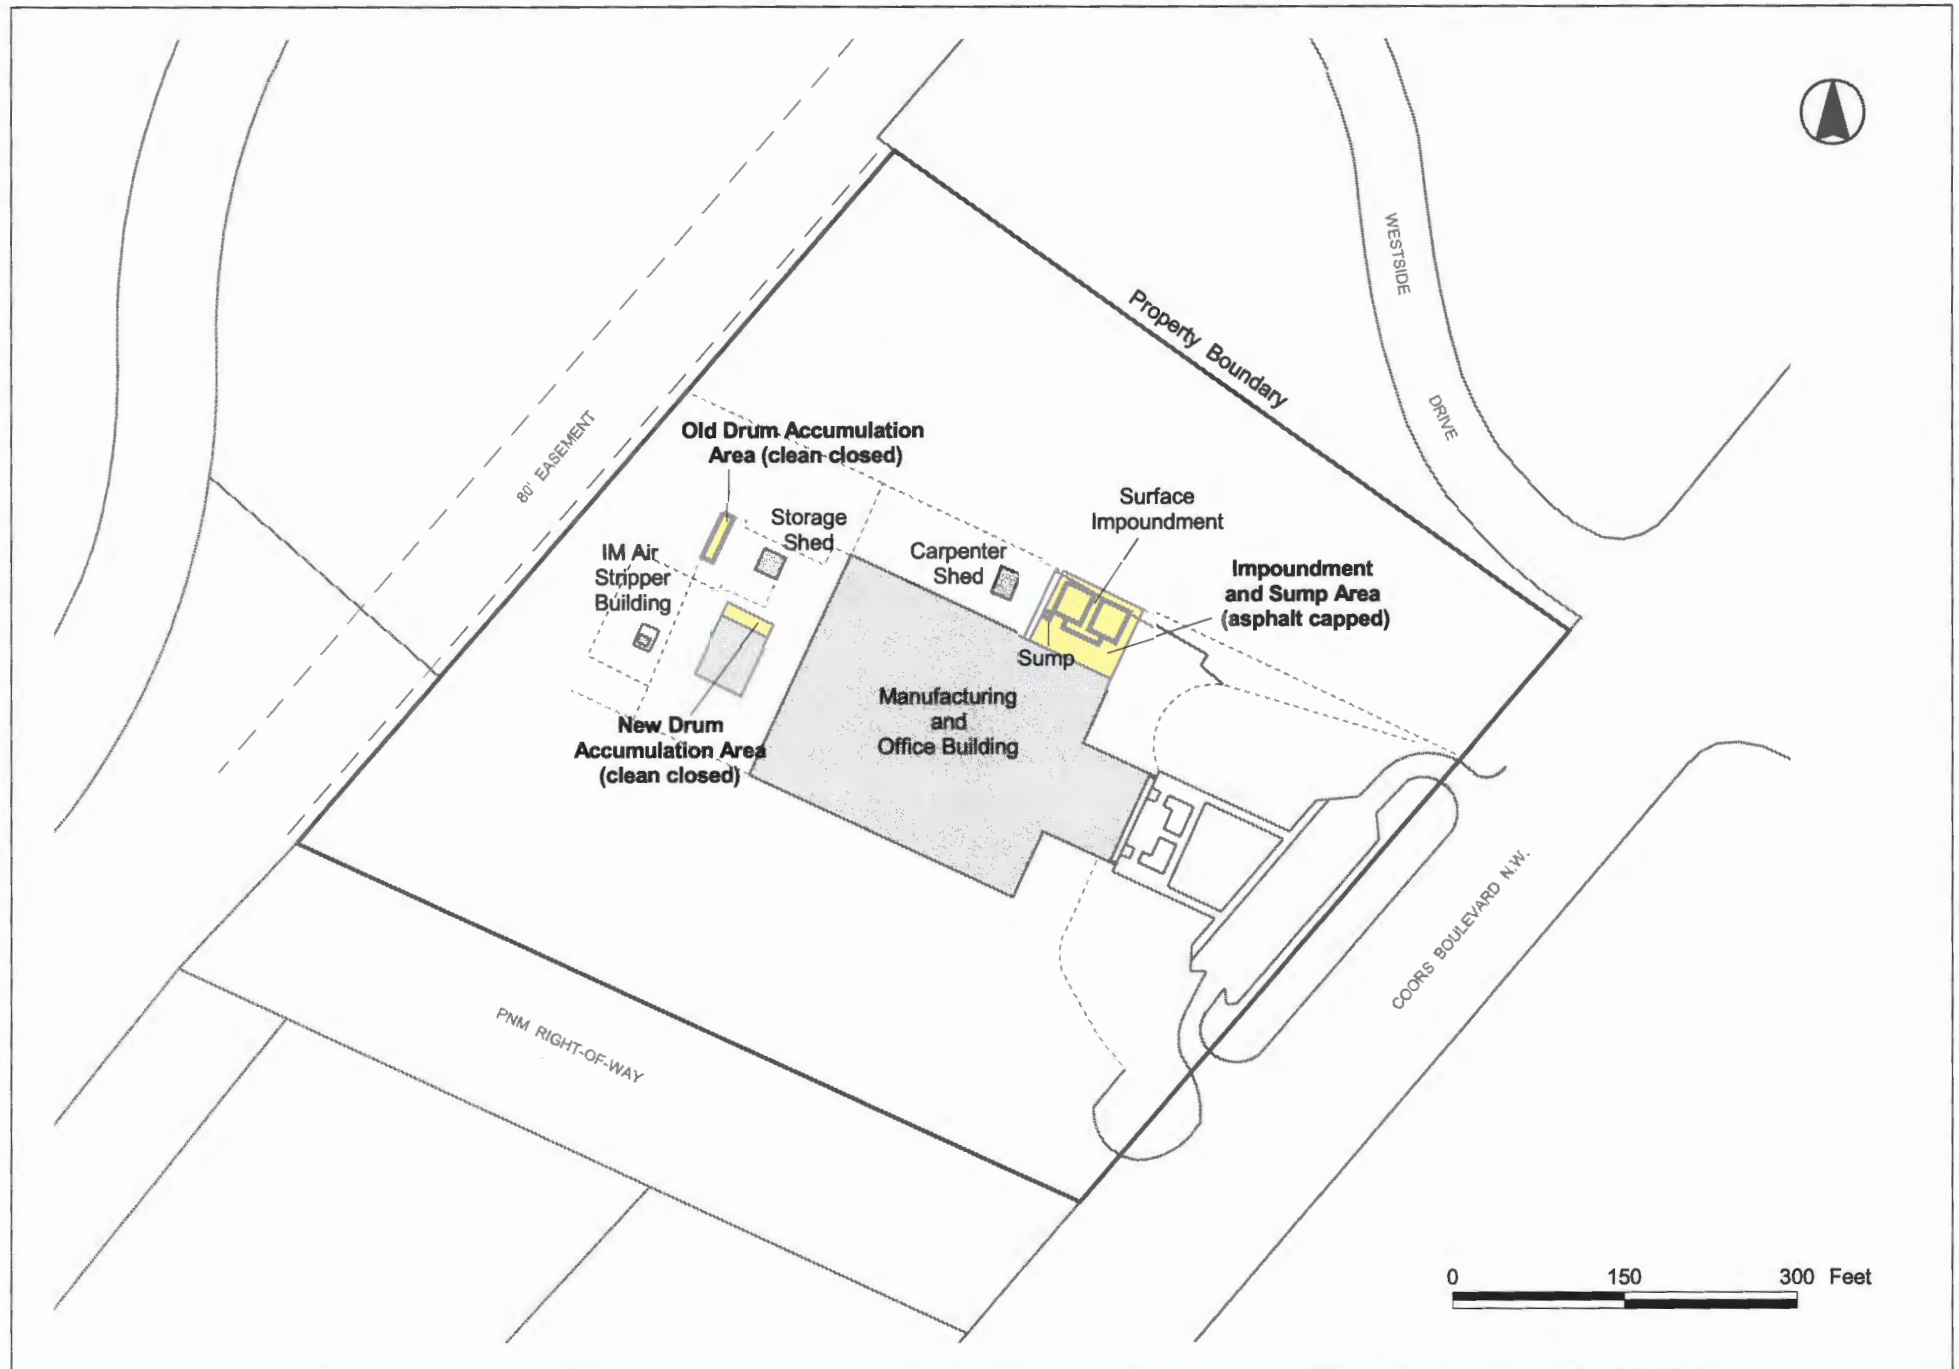 WESTSIDE
DRIVE
Property Boundary
80' EASEMENT
Old Drum Accumulation
Area (clean closed)
Storage
Shed
IM Air
Stripper
Building
Carpenter
Shed
Surface
Impoundment
Impoundment
and Sump Area
(asphalt capped)
Sump
Manufacturing
and
Office Building
New Drum
Accumulation Area
(clean closed)
COORS BOULEVARD N.W.
PNM RIGHT-OF-WAY
0 150 300 Feet